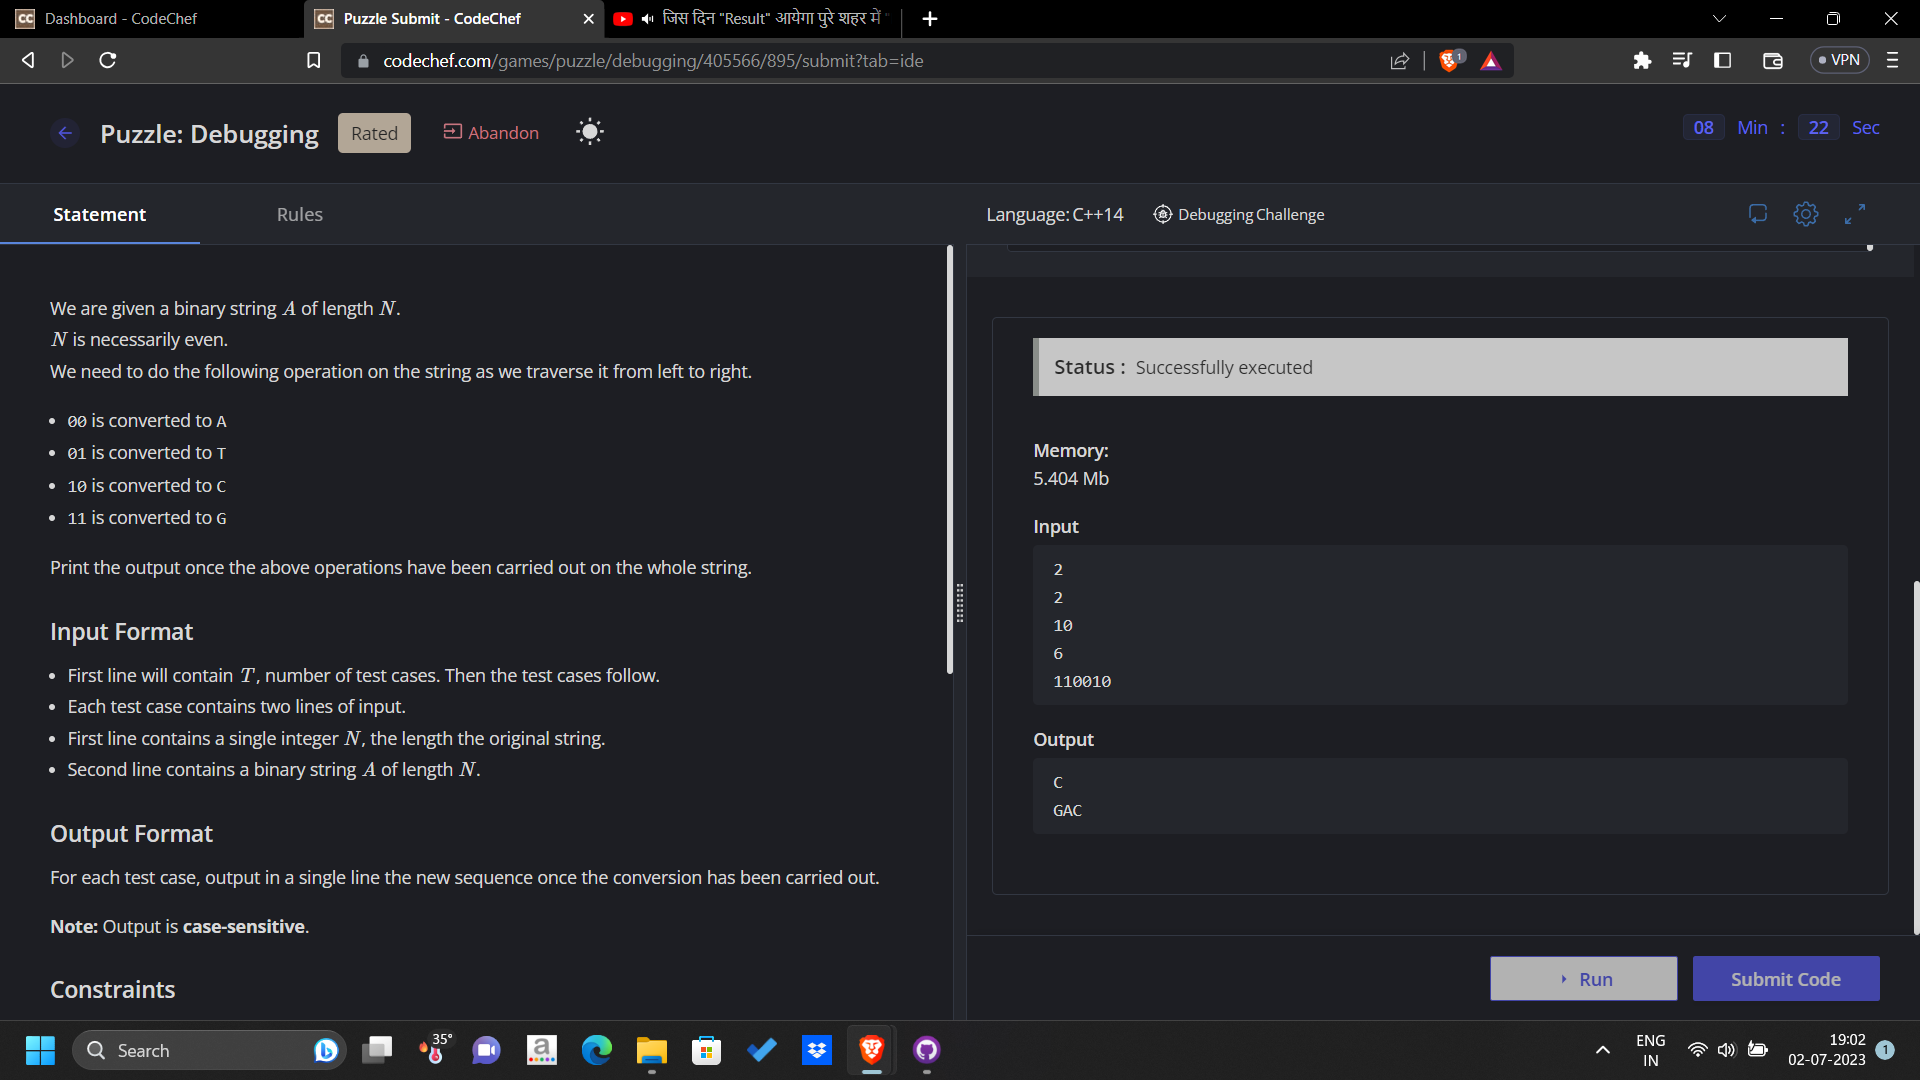 Dashboard - CodeChef
Puzzle Submit - CodeChef
जिस दिन "Result" आयेगा पुरे शहर में "
codechef.com/games/puzzle/debugging/405566/895/submit?tab=ide
1
VPN
Puzzle: Debugging
Rated
Abandon
08 Min : 22 Sec
Statement
Rules
Language: C++14
Debugging Challenge
We are given a binary string A of length N.
N is necessarily even.
We need to do the following operation on the string as we traverse it from left to right.
• 00 is converted to A
• 01 is converted to T
• 10 is converted to C
• 11 is converted to G
Print the output once the above operations have been carried out on the whole string.
Input Format
• First line will contain T, number of test cases. Then the test cases follow.
• Each test case contains two lines of input.
• First line contains a single integer N, the length the original string.
• Second line contains a binary string A of length N.
Output Format
For each test case, output in a single line the new sequence once the conversion has been carried out.
Note: Output is case-sensitive.
Constraints
Status : Successfully executed
Memory:
5.404 Mb
Input
2
2
10
6
110010
Output
C
GAC
Run
Submit Code
Search
35°
a
ENG
IN
19:02
02-07-2023
1